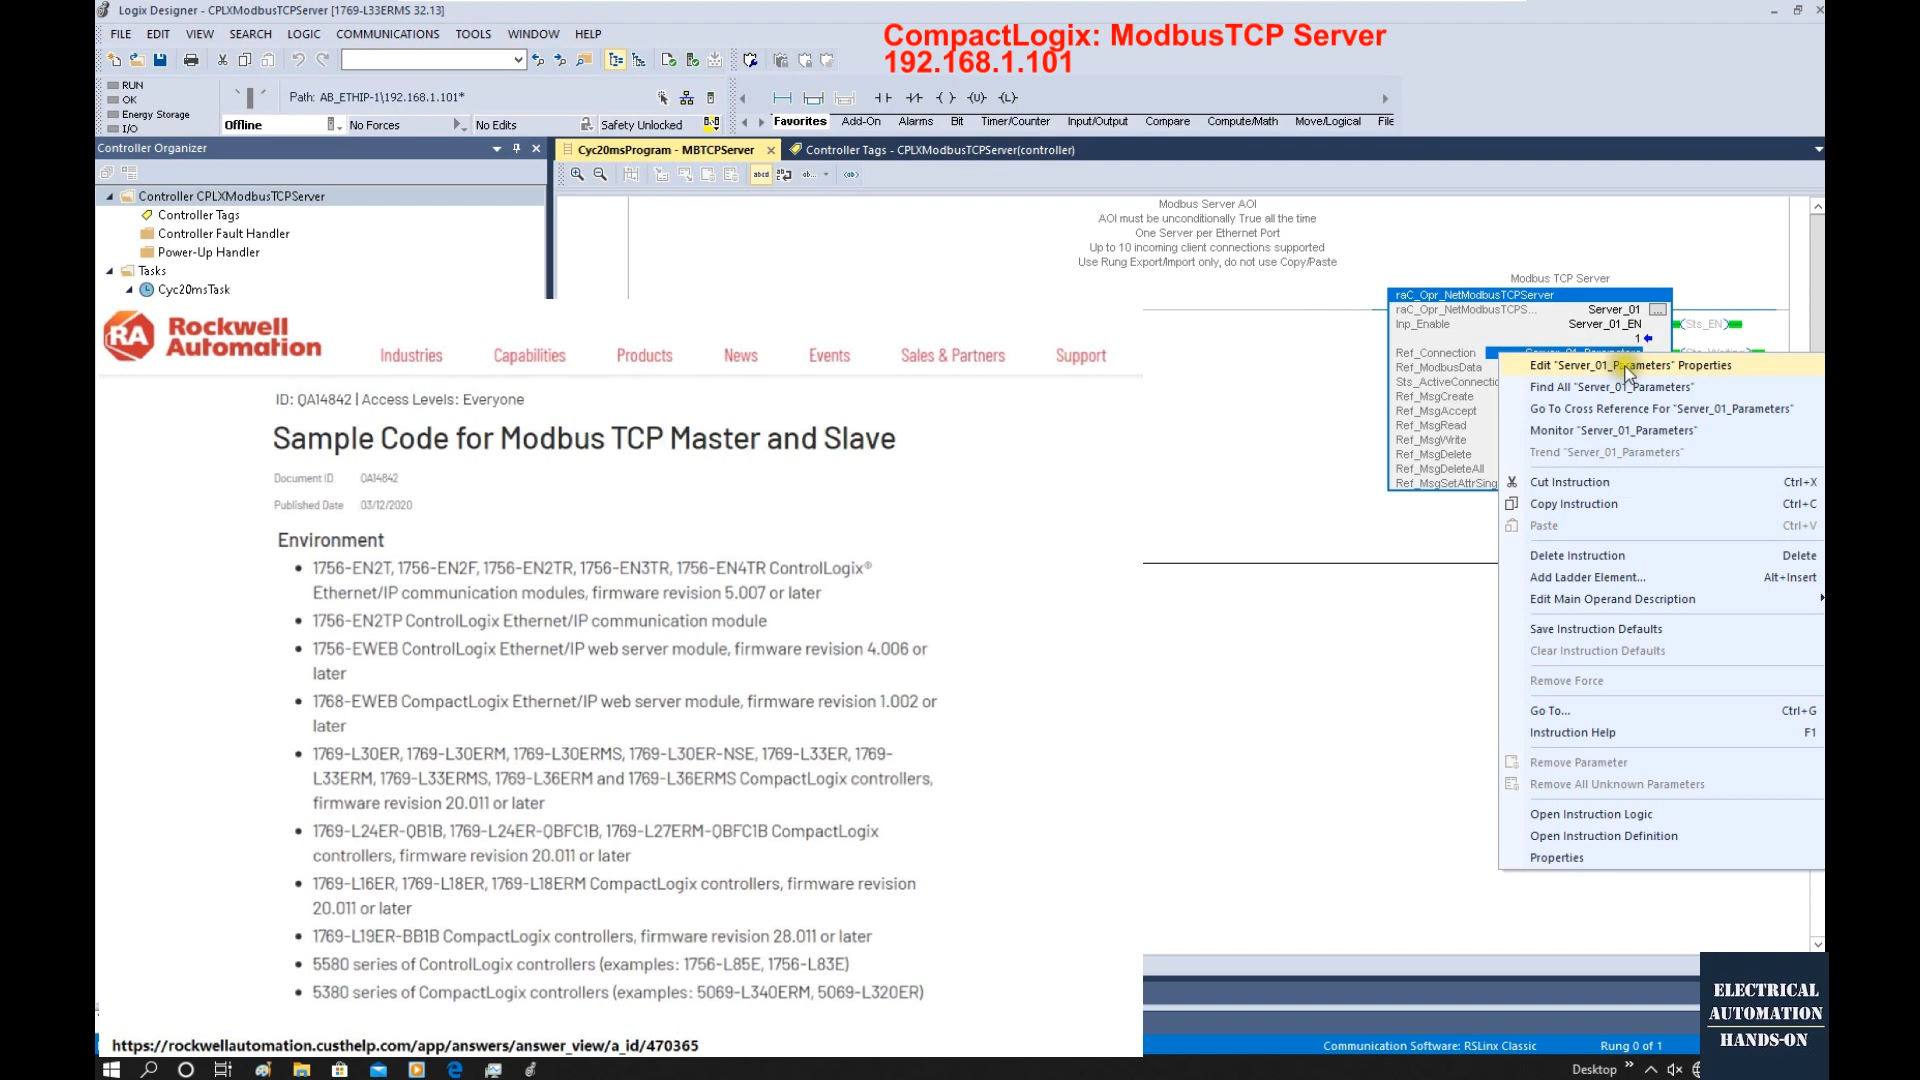 Logix Designer - CPLXModbusTCPServer [1769-L33ERMS 32.13]
FILE EDIT VIEW SEARCH LOGIC COMMUNICATIONS TOOLS WINDOW HELP
CompactLogix: ModbusTCP Server
192.168.1.101
RUN
OK
Energy Storage
I/O
Path: AB_ETHIP-1\192.168.1.101*
Offline No Forces No Edits Safety Unlocked
Favorites Add-On Alarms Bit Timer/Counter Input/Output Compare Compute/Math Move/Logical File
Controller Organizer
Cyc20msProgram - MBTCPServer
Controller Tags - CPLXModbusTCPServer(controller)
Controller CPLXModbusTCPServer
Controller Tags
Controller Fault Handler
Power-Up Handler
Tasks
Cyc20msTask
Modbus Server AOI
AOI must be unconditionally True all the time
One Server per Ethernet Port
Up to 10 incoming client connections supported
Use Rung Export/Import only, do not use Copy/Paste
Modbus TCP Server
raC_Opr_NetModbusTCPServer
raC_Opr_NetModbusTCPS... Server_01 ...
Inp_Enable Server_01_EN
1
Sts_EN
Ref_Connection Server_01_Parameters
Ref_ModbusData
Sts_ActiveConnectio
Ref_MsgCreate
Ref_MsgAccept
Ref_MsgRead
Ref_MsgWrite
Ref_MsgDelete
Ref_MsgDeleteAll
Ref_MsgSetAttrSing
Edit "Server_01_Parameters" Properties
Find All "Server_01_Parameters"
Go To Cross Reference For "Server_01_Parameters"
Monitor "Server_01_Parameters"
Trend "Server_01_Parameters"
Cut Instruction Ctrl+X
Copy Instruction Ctrl+C
Paste Ctrl+V
Delete Instruction Delete
Add Ladder Element... Alt+Insert
Edit Main Operand Description
Save Instruction Defaults
Clear Instruction Defaults
Remove Force
Go To... Ctrl+G
Instruction Help F1
Remove Parameter
Remove All Unknown Parameters
Open Instruction Logic
Open Instruction Definition
Properties
RA
Rockwell
Automation
Industries Capabilities Products News Events Sales & Partners Support
ID: QA14842 | Access Levels: Everyone
Sample Code for Modbus TCP Master and Slave
Document ID QA14842
Published Date 03/12/2020
Environment
1756-EN2T, 1756-EN2F, 1756-EN2TR, 1756-EN3TR, 1756-EN4TR ControlLogix®
Ethernet/IP communication modules, firmware revision 5.007 or later
1756-EN2TP ControlLogix Ethernet/IP communication module
1756-EWEB ControlLogix Ethernet/IP web server module, firmware revision 4.006 or
later
1768-EWEB CompactLogix Ethernet/IP web server module, firmware revision 1.002 or
later
1769-L30ER, 1769-L30ERM, 1769-L30ERMS, 1769-L30ER-NSE, 1769-L33ER, 1769-
L33ERM, 1769-L33ERMS, 1769-L36ERM and 1769-L36ERMS CompactLogix controllers,
firmware revision 20.011 or later
1769-L24ER-QB1B, 1769-L24ER-QBFC1B, 1769-L27ERM-QBFC1B CompactLogix
controllers, firmware revision 20.011 or later
1769-L16ER, 1769-L18ER, 1769-L18ERM CompactLogix controllers, firmware revision
20.011 or later
1769-L19ER-BB1B CompactLogix controllers, firmware revision 28.011 or later
5580 series of ControlLogix controllers (examples: 1756-L85E, 1756-L83E)
5380 series of CompactLogix controllers (examples: 5069-L340ERM, 5069-L320ER)
https://rockwellautomation.custhelp.com/app/answers/answer_view/a_id/470365
Communication Software: RSLinx Classic Rung 0 of 1
ELECTRICAL
AUTOMATION
HANDS-ON
Desktop